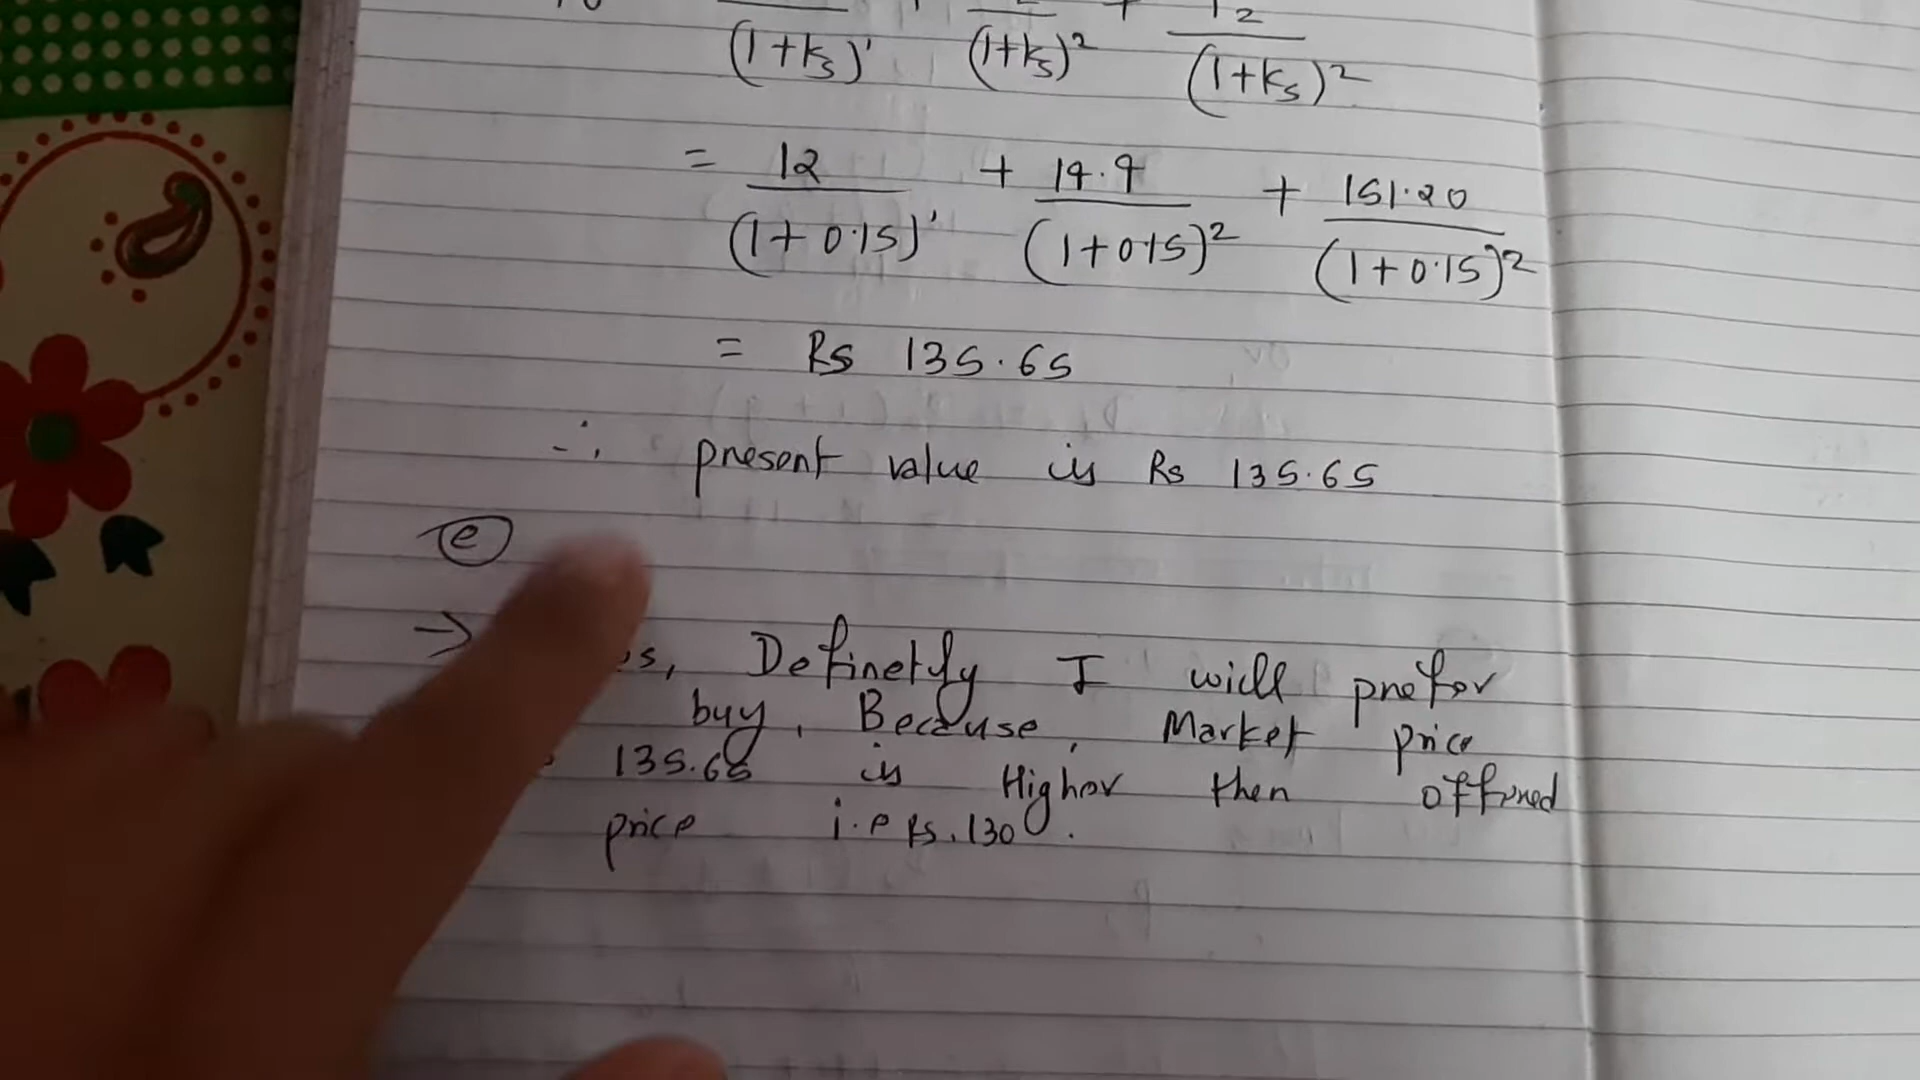 (1+ks)' (1+ks)² (1+ks)²
= 12/(1+0.15)' + 14.4/(1+0.15)² + 151.20/(1+0.15)²
= Rs 135.65
∴ present value is Rs 135.65
(e)
→ Definetly I will prefer
buy, Because, Market price
135.65 is Higher then offered
price i.e Rs. 130.